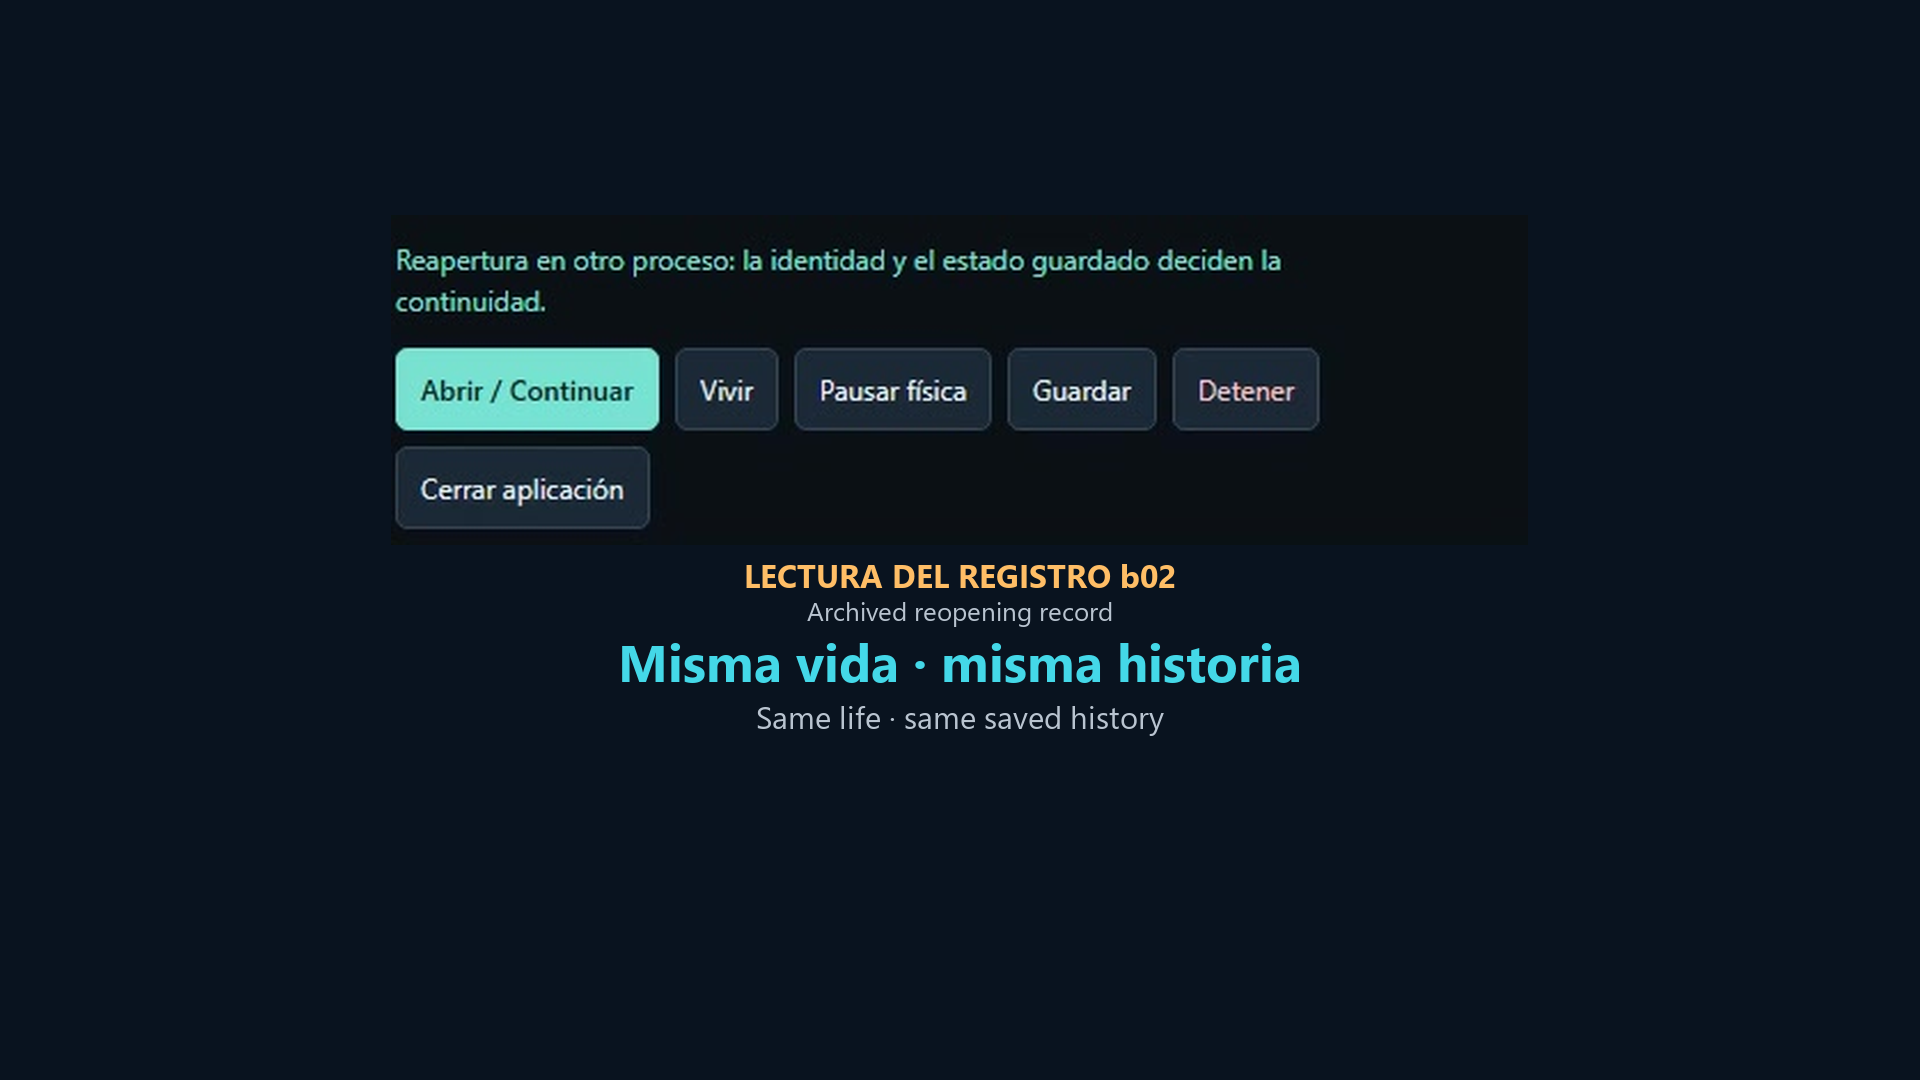 Reapertura en otro proceso: la identidad y el estado guardado deciden la
continuidad.
Abrir / Continuar Vivir Pausar física Guardar Detener
Cerrar aplicación
LECTURA DEL REGISTRO b02
Archived reopening record
Misma vida · misma historia
Same life · same saved history